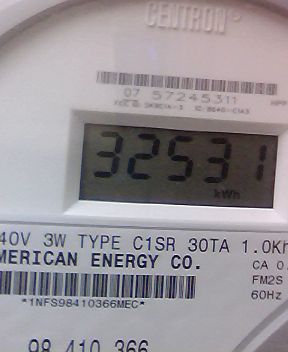 CENTRON
07 57245311
32531
kWh
40V 3W TYPE C1SR 30TA 1.0Kh
MERICAN ENERGY CO.
CA 0.
FM2S
*1NFS98410366MEC*
60Hz
98 410 366